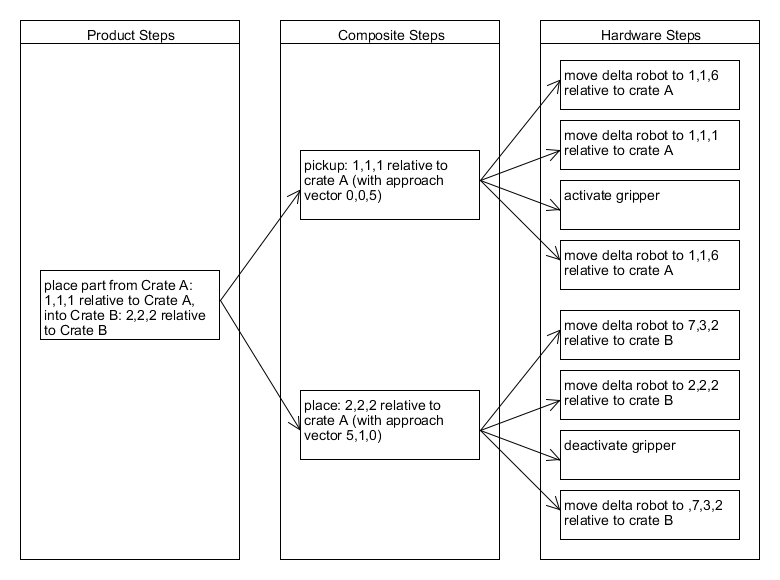 Product Steps
Composite Steps
Hardware Steps
place part from Crate A:
1,1,1 relative to Crate A,
into Crate B: 2,2,2 relative
to Crate B
pickup: 1,1,1 relative to
crate A (with approach
vector 0,0,5)
place: 2,2,2 relative to
crate A (with approach
vector 5,1,0)
move delta robot to 1,1,6
relative to crate A
move delta robot to 1,1,1
relative to crate A
activate gripper
move delta robot to 1,1,6
relative to crate A
move delta robot to 7,3,2
relative to crate B
move delta robot to 2,2,2
relative to crate B
deactivate gripper
move delta robot to ,7,3,2
relative to crate B